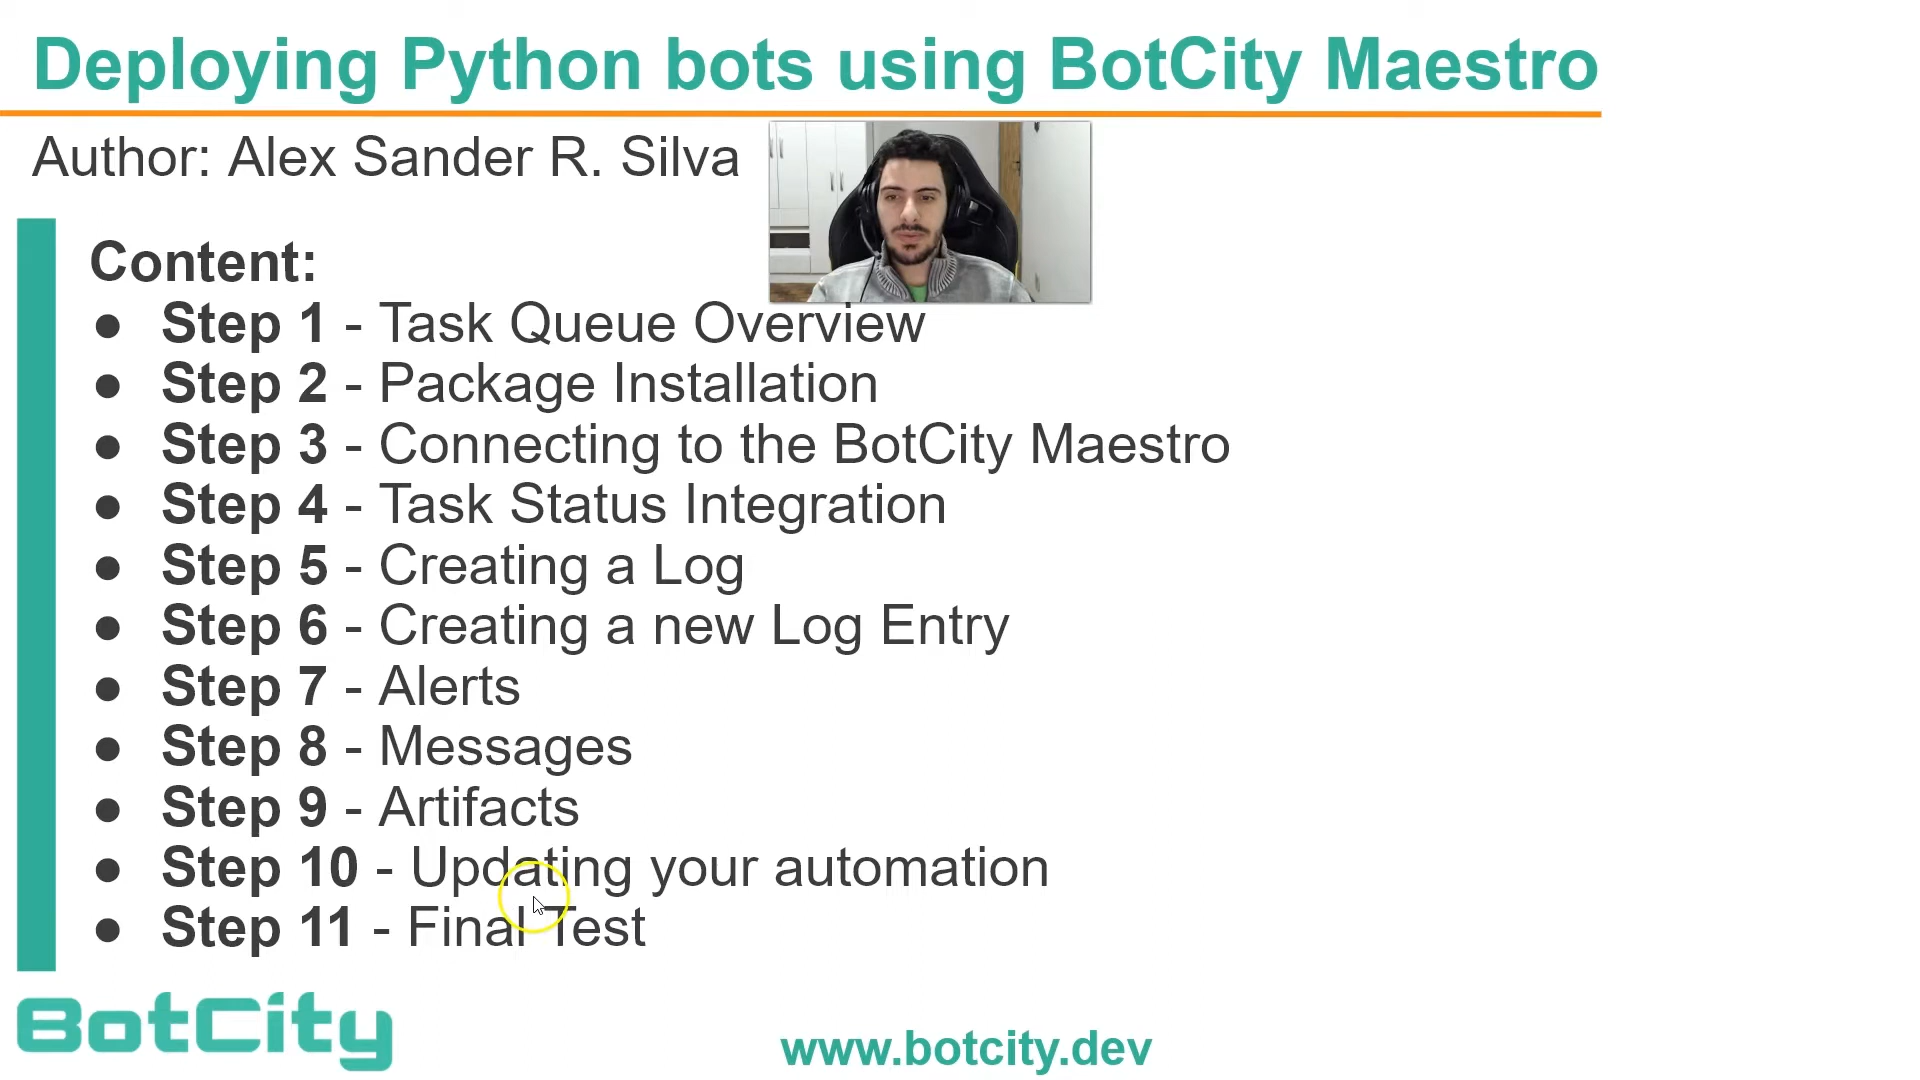 Deploying Python bots using BotCity Maestro
Author: Alex Sander R. Silva
Content:
● Step 1 - Task Queue Overview
● Step 2 - Package Installation
● Step 3 - Connecting to the BotCity Maestro
● Step 4 - Task Status Integration
● Step 5 - Creating a Log
● Step 6 - Creating a new Log Entry
● Step 7 - Alerts
● Step 8 - Messages
● Step 9 - Artifacts
● Step 10 - Updating your automation
● Step 11 - Final Test
BotCity
www.botcity.dev